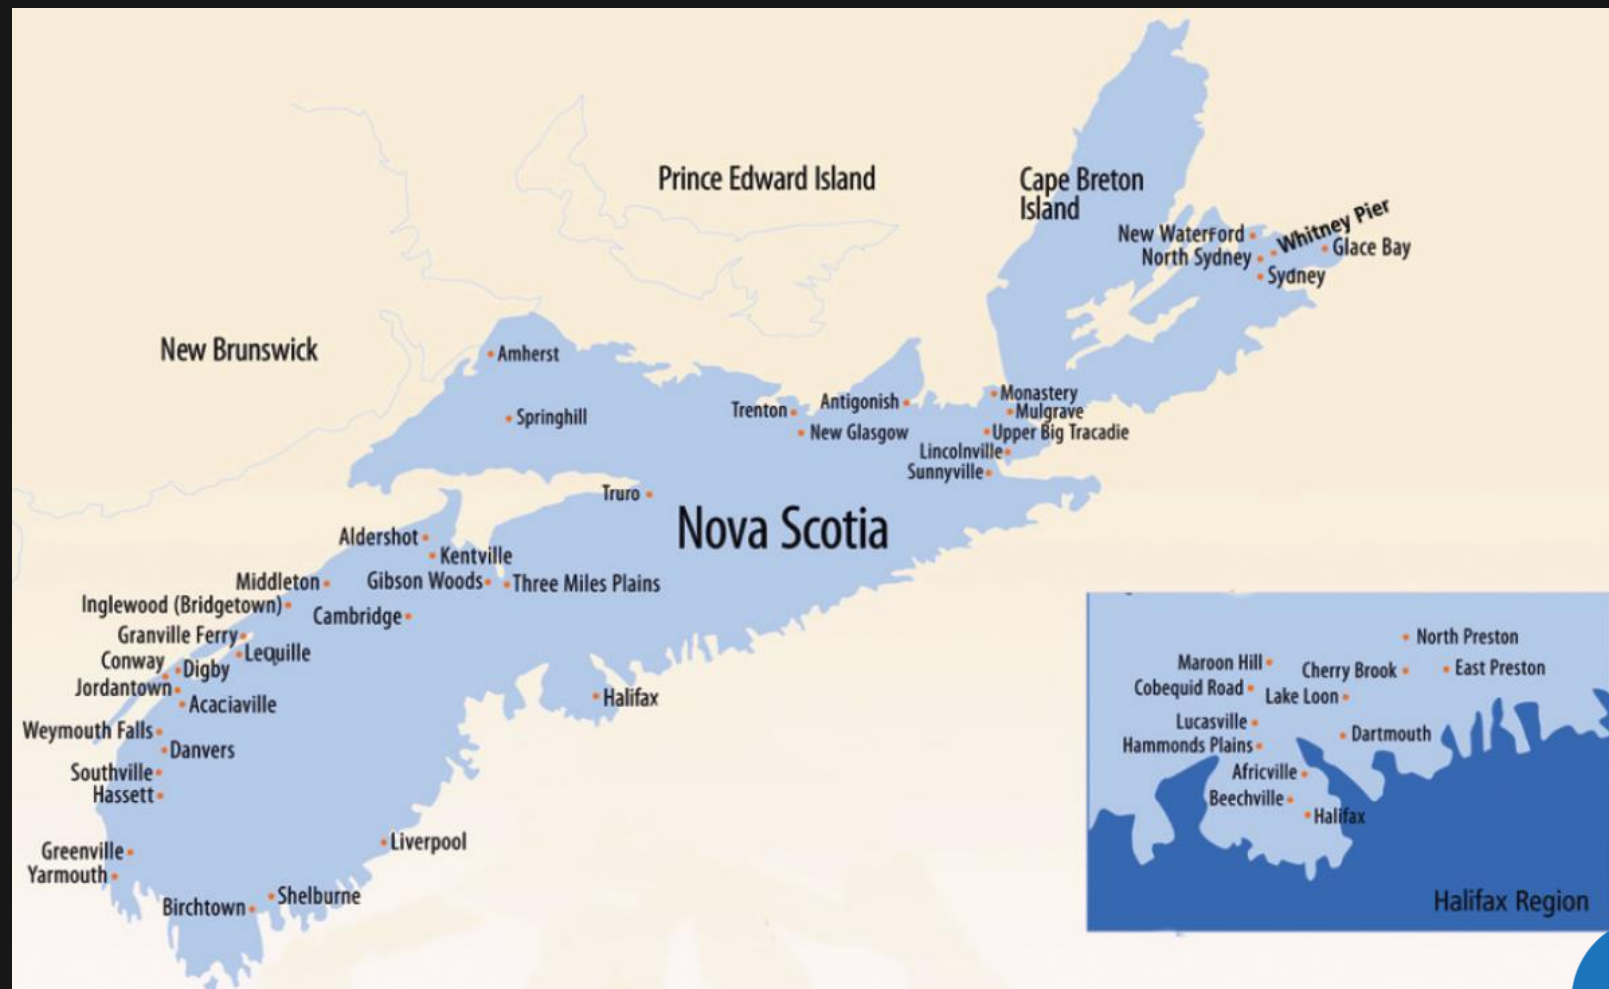 Prince Edward Island
Cape Breton
Island
New Waterford
Whitney Pier
North Sydney
Glace Bay
Sydney
New Brunswick
Amherst
Springhill
Trenton
Antigonish
New Glasgow
Monastery
Mulgrave
Upper Big Tracadie
Lincolnville
Sunnyville
Truro
Nova Scotia
Aldershot
Kentville
Middleton
Gibson Woods
Three Miles Plains
Inglewood (Bridgetown)
Cambridge
Granville Ferry
Lequille
Conway
Digby
Jordantown
Acaciaville
Halifax
Weymouth Falls
Danvers
Southville
Hassett
Greenville
Yarmouth
Liverpool
Shelburne
Birchtown
North Preston
Maroon Hill
Cherry Brook
East Preston
Cobequid Road
Lake Loon
Lucasville
Dartmouth
Hammonds Plains
Africville
Beechville
Halifax
Halifax Region